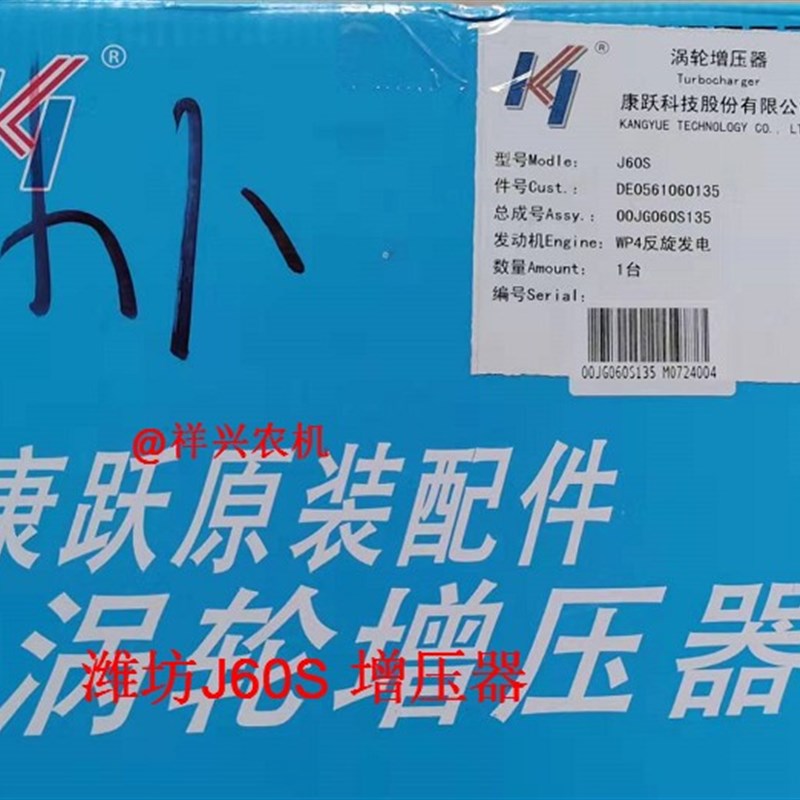 ®
®
涡轮增压器
Turbocharger
康跃科技股份有限公
KANGYUE TECHNOLOGY CO., LT
型号Modle: J60S
件号Cust.: DE0561060135
总成号Assy.: 00JG060S135
发动机Engine: WP4反旋发电
数量Amount: 1台
编号Serial:
00JG060S135 M0724004
@祥兴农机
康跃原装配件
涡轮增压器
潍坊J60S 增压器